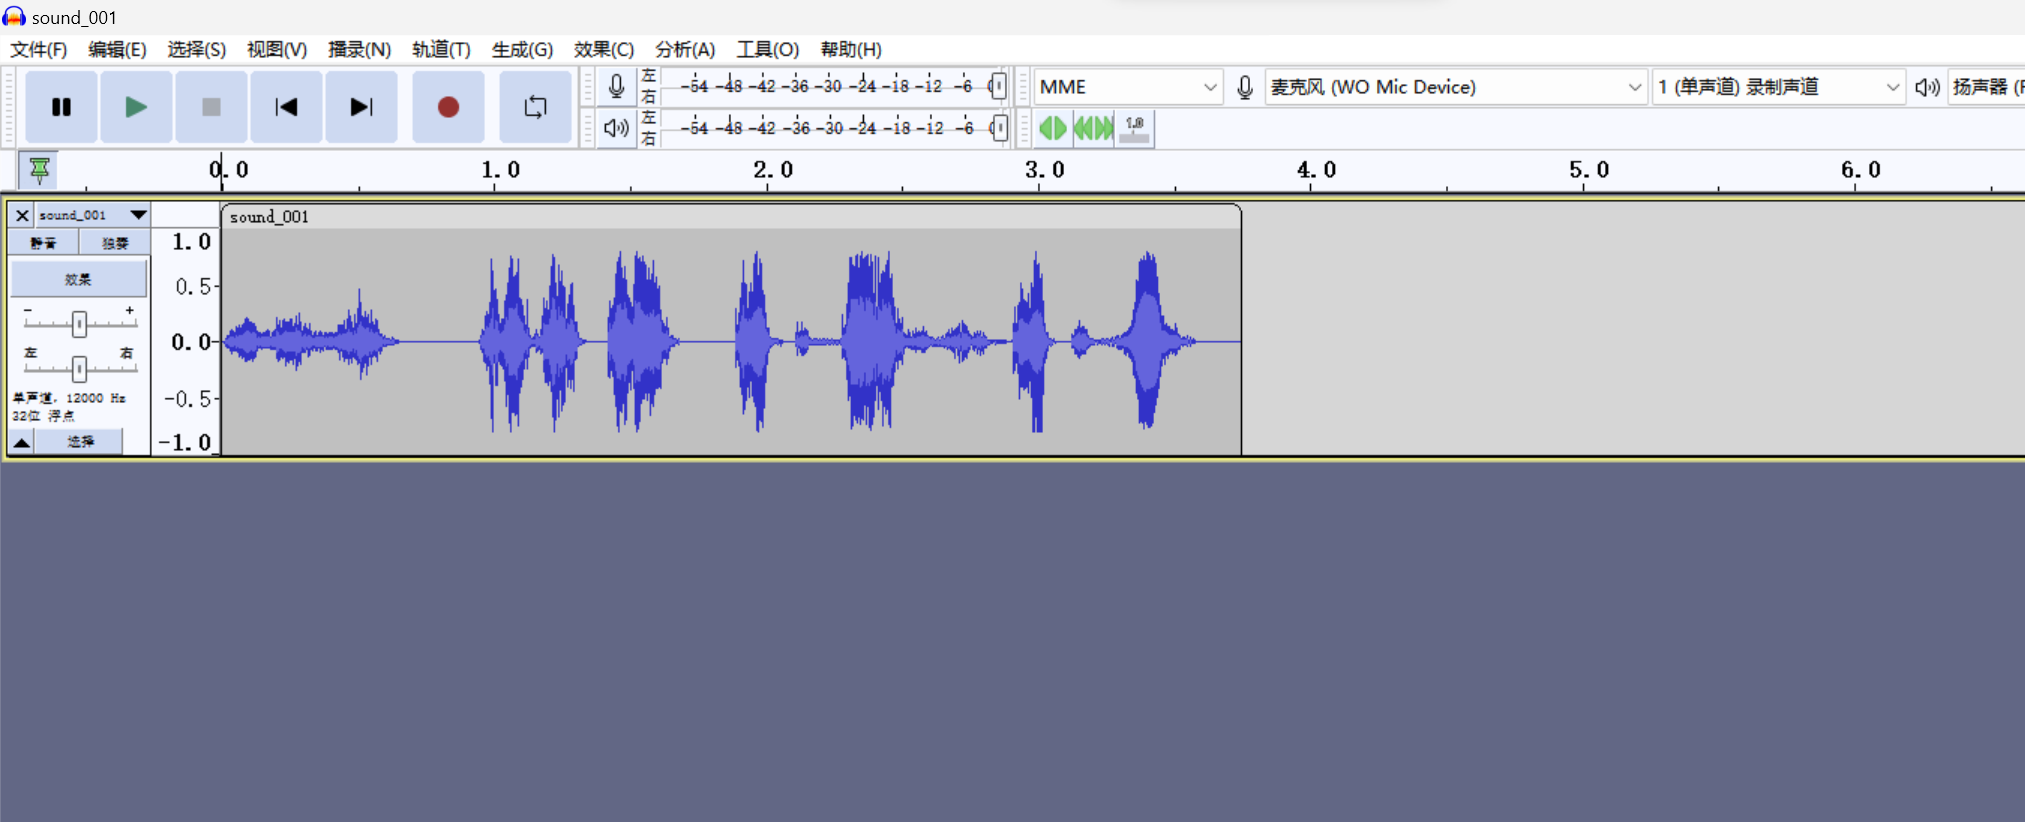 sound_001
文件(F) 编辑(E) 选择(S) 视图(V) 播录(N) 轨道(T) 生成(G) 效果(C) 分析(A) 工具(O) 帮助(H)
左 右 -54 -48 -42 -36 -30 -24 -18 -12 -6 0
MME 麦克风 (WO Mic Device) 1 (单声道) 录制声道 扬声器 (F
左 右 -54 -48 -42 -36 -30 -24 -18 -12 -6 0
1.0
0.0 1.0 2.0 3.0 4.0 5.0 6.0
sound_001
静音 独奏
效果
- +
左 右
单声道, 12000 Hz
32位 浮点
选择
1.0
0.5-
0.0-
-0.5-
-1.0
sound_001